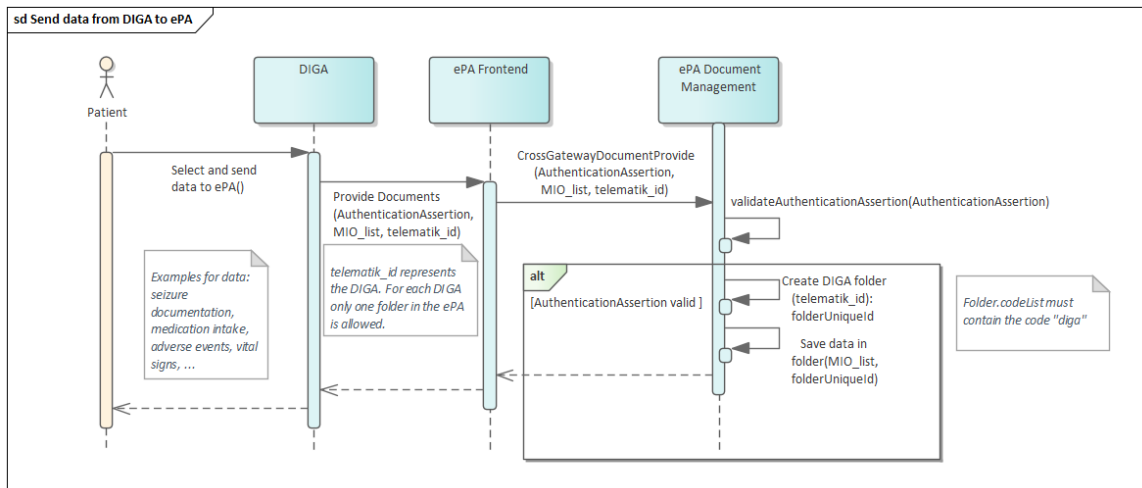 sd Send data from DIGA to ePA
Patient
DIGA
ePA Frontend
ePA Document
Management
Select and send
data to ePA()
Provide Documents
(AuthenticationAssertion,
MIO_list, telematik_id)
CrossGatewayDocumentProvide
(AuthenticationAssertion,
MIO_list, telematik_id)
validateAuthenticationAssertion(AuthenticationAssertion)
Examples for data:
seizure
documentation,
medication intake,
adverse events, vital
signs, ...
telematik_id represents
the DIGA. For each DIGA
only one folder in the ePA
is allowed.
alt
[AuthenticationAssertion valid ]
Create DIGA folder
(telematik_id):
folderUniqueId
Save data in
folder(MIO_list,
folderUniqueId)
Folder.codeList must
contain the code "diga"